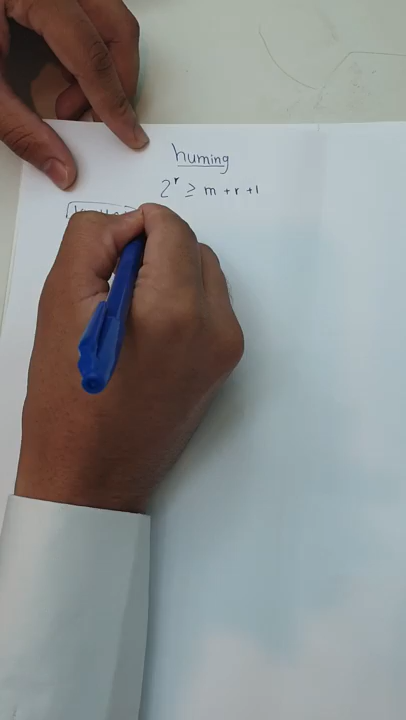 huming
2^r ≥ m + r + 1